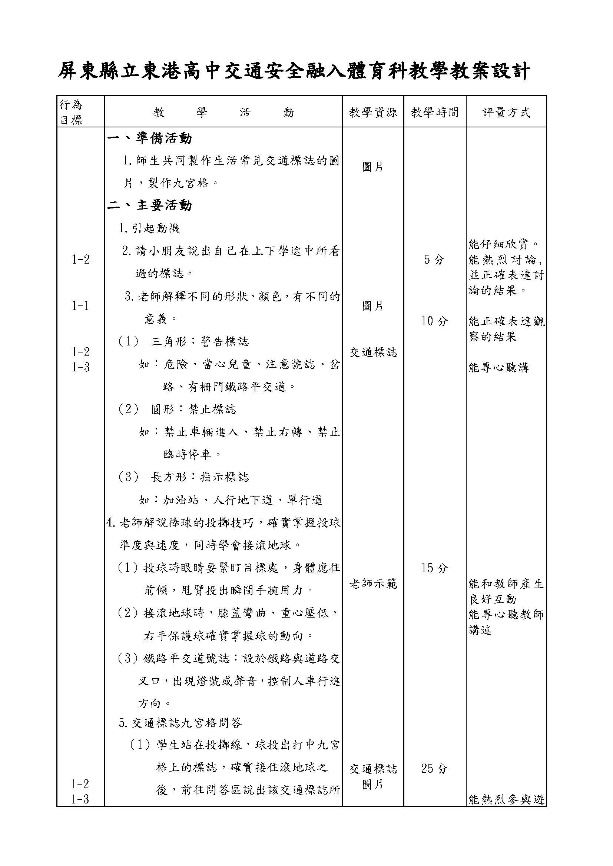 屏東縣立東港高中交通安全融入體育科教學教案設計
行為
目標
教 學 活 動
教學資源
教學時間
評量方式
一、準備活動
1.師生共同製作生活常見交通標誌的圖
片,製作九宮格。
圖片
二、主要活動
1.引起動機
2.請小朋友說出自己在上下學途中所看
過的標誌。
1-2
5 分
能仔細欣賞。
能熱烈討論,
並正確表達討
論的結果。
3.老師解釋不同的形狀、顏色,有不同的
意義。
1-1
圖片
10 分
能正確表達觀
察的結果
(1) 三角形:警告標誌
如:危險、當心兒童、注意號誌、岔
路、有柵門鐵路平交道。
1-2
1-3
交通標誌
能專心聽講
(2) 圓形:禁止標誌
如:禁止車輛進入、禁止右轉、禁止
臨時停車。
(3) 長方形:指示標誌
如:加油站、人行地下道、單行道
4.老師解說棒球的投擲技巧,確實掌握投球
準度與速度,同時學會接滾地球。
(1)投球時眼睛要緊盯目標處,身體應往
前傾,甩臂投出瞬間手腕用力。
老師示範
15 分
能和教師產生
良好互動
能專心聽教師
講述
(2)接滾地球時,膝蓋彎曲、重心壓低,
右手保護球確實掌握球的動向。
(3)鐵路平交道號誌:設於鐵路與道路交
叉口,出現燈號或聲音,控制人車行進
方向。
5.交通標誌九宮格問答
(1)學生站在投擲線,球投出打中九宮
格上的標誌,確實接住滾地球之
後,前往問答區說出該交通標誌所
1-2
1-3
交通標誌
圖片
25 分
能熱烈參與遊